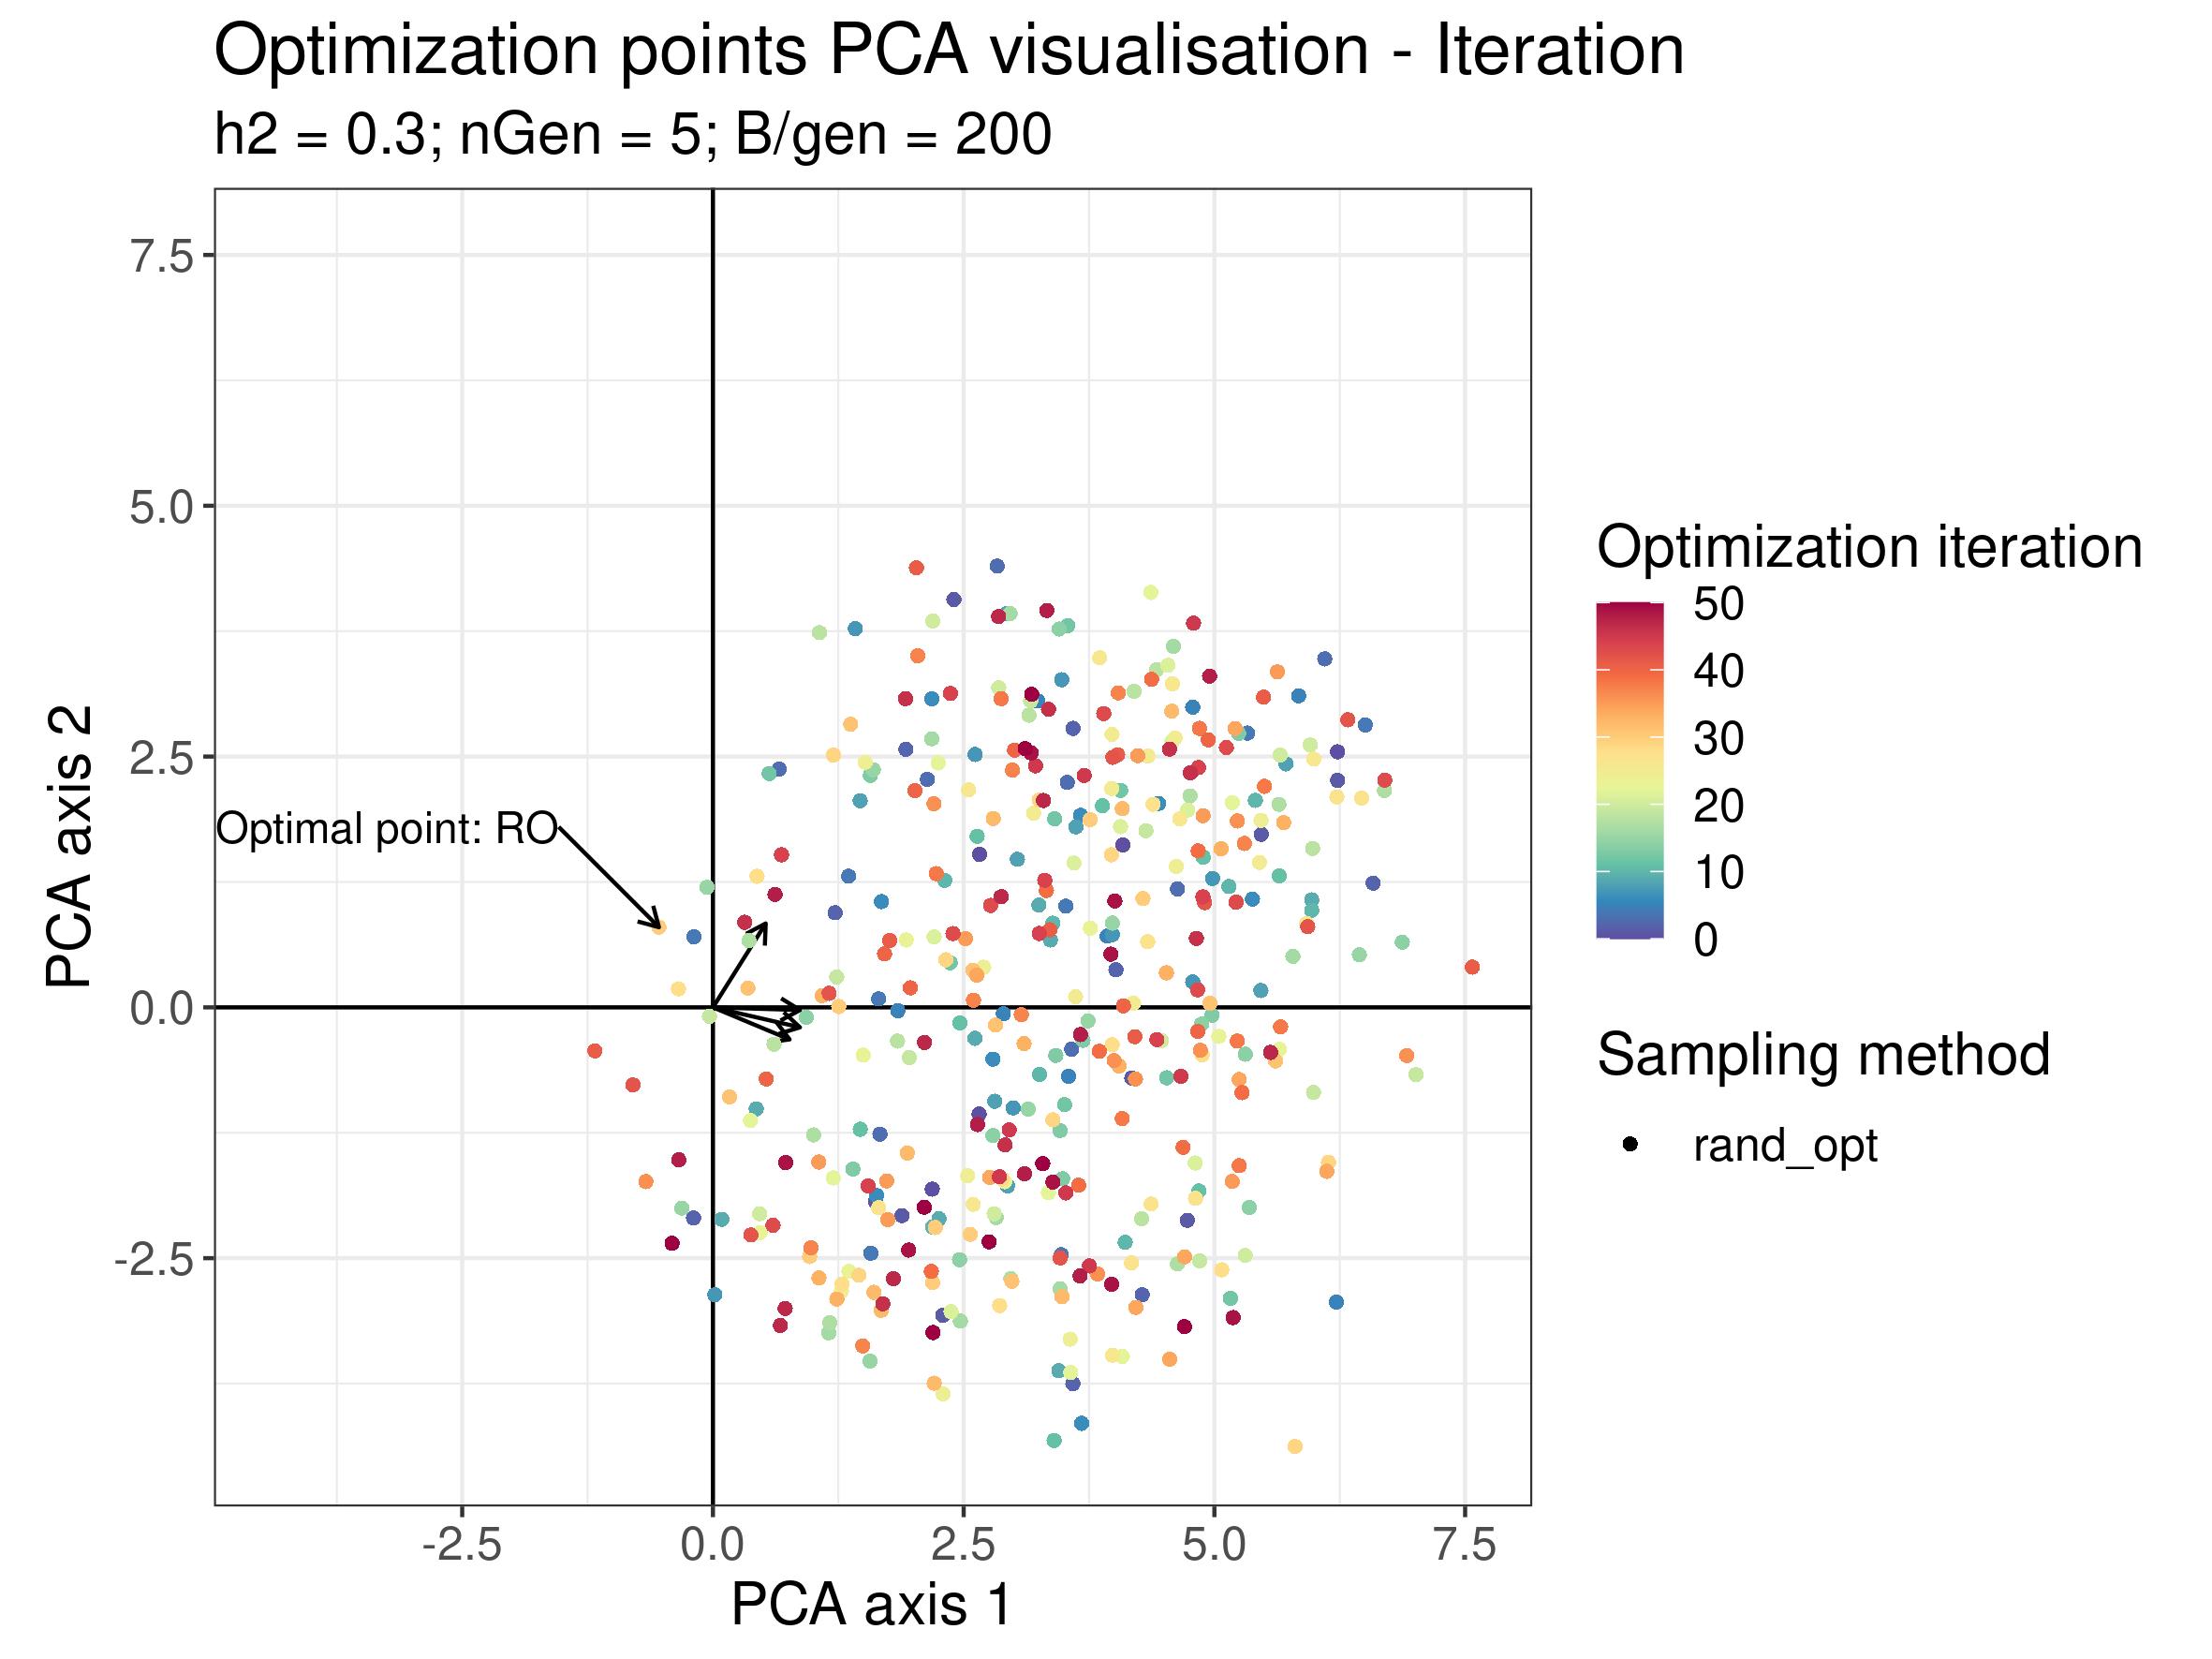 Optimization points PCA visualisation - Iteration
h2 = 0.3; nGen = 5; B/gen = 200
7.5
5.0
2.5
0.0
-2.5
PCA axis 2
Optimal point: RO
-2.5
0.0
2.5
5.0
7.5
PCA axis 1
Optimization iteration
50
40
30
20
10
0
Sampling method
rand_opt